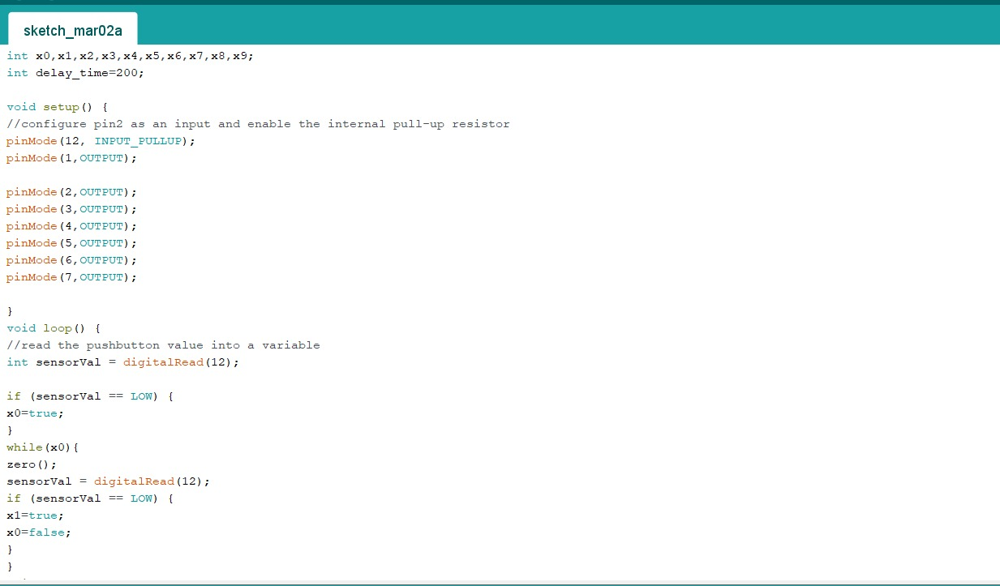 sketch_mar02a
int x0,x1,x2,x3,x4,x5,x6,x7,x8,x9;
int delay_time=200;
void setup() {
//configure pin2 as an input and enable the internal pull-up resistor
pinMode(12, INPUT_PULLUP);
pinMode(1,OUTPUT);
pinMode(2,OUTPUT);
pinMode(3,OUTPUT);
pinMode(4,OUTPUT);
pinMode(5,OUTPUT);
pinMode(6,OUTPUT);
pinMode(7,OUTPUT);
}
void loop() {
//read the pushbutton value into a variable
int sensorVal = digitalRead(12);
if (sensorVal == LOW) {
x0=true;
}
while(x0){
zero();
sensorVal = digitalRead(12);
if (sensorVal == LOW) {
x1=true;
x0=false;
}
}